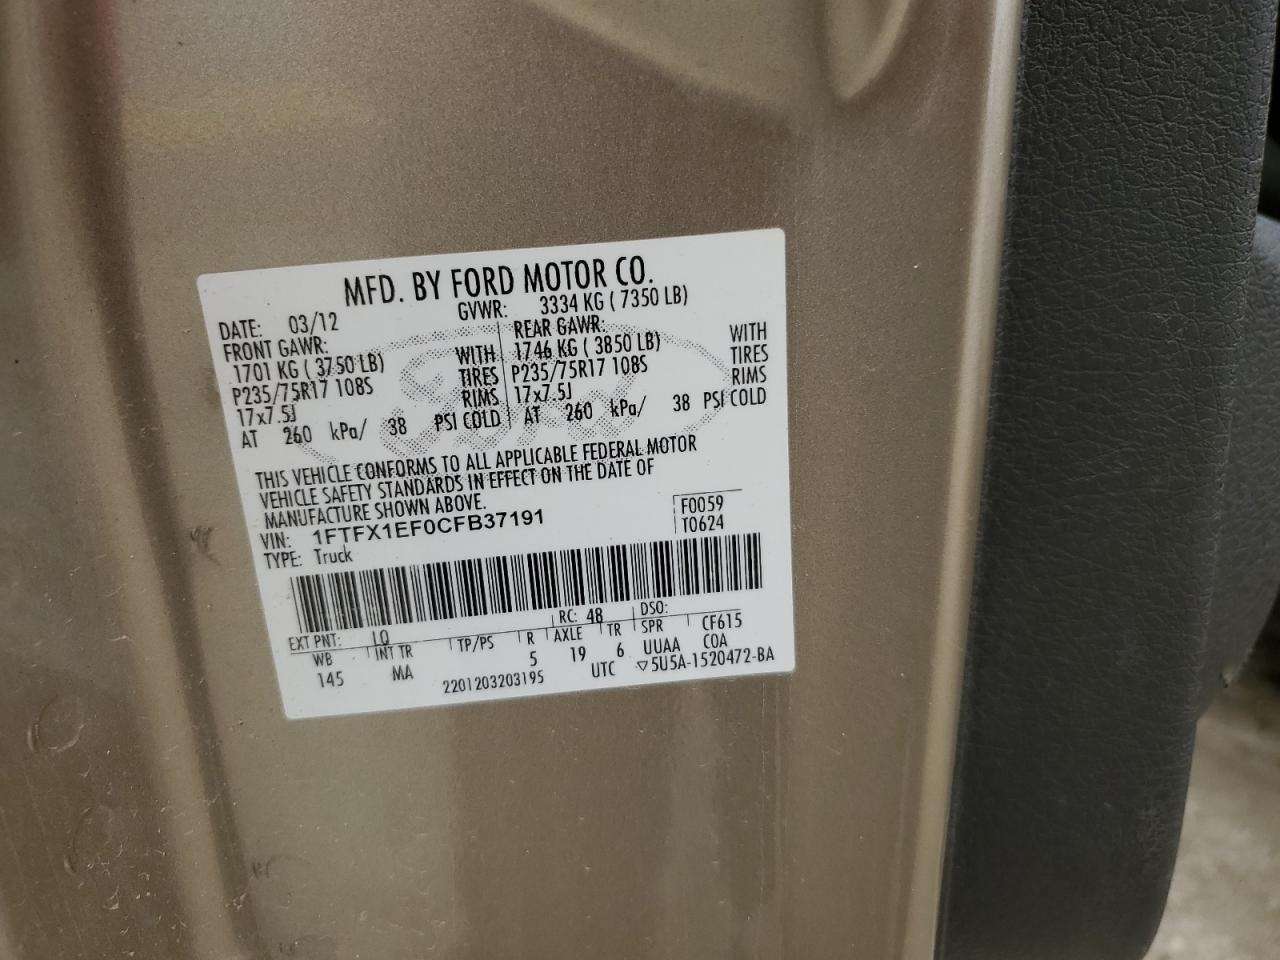 MFD. BY FORD MOTOR CO.
DATE: 03/12 GVWR: 3334 KG ( 7350 LB)
FRONT GAWR: REAR GAWR:
1701 KG ( 3750 LB) WITH 1746 KG ( 3850 LB) WITH
P235/75R17 108S TIRES P235/75R17 108S TIRES
17x7.5J RIMS 17x7.5J RIMS
AT 260 kPa/ 38 PSI COLD AT 260 kPa/ 38 PSI COLD
THIS VEHICLE CONFORMS TO ALL APPLICABLE FEDERAL MOTOR
VEHICLE SAFETY STANDARDS IN EFFECT ON THE DATE OF
MANUFACTURE SHOWN ABOVE.
VIN: 1FTFX1EF0CFB37191 F0059
TYPE: Truck T0624
EXT PNT: LQ RC: 48 DSO:
WB INT TR TP/PS R AXLE TR SPR CF615
145 MA 5 19 6 UUAA COA
2201203203195 UTC ▽5U5A-1520472-BA
Ford